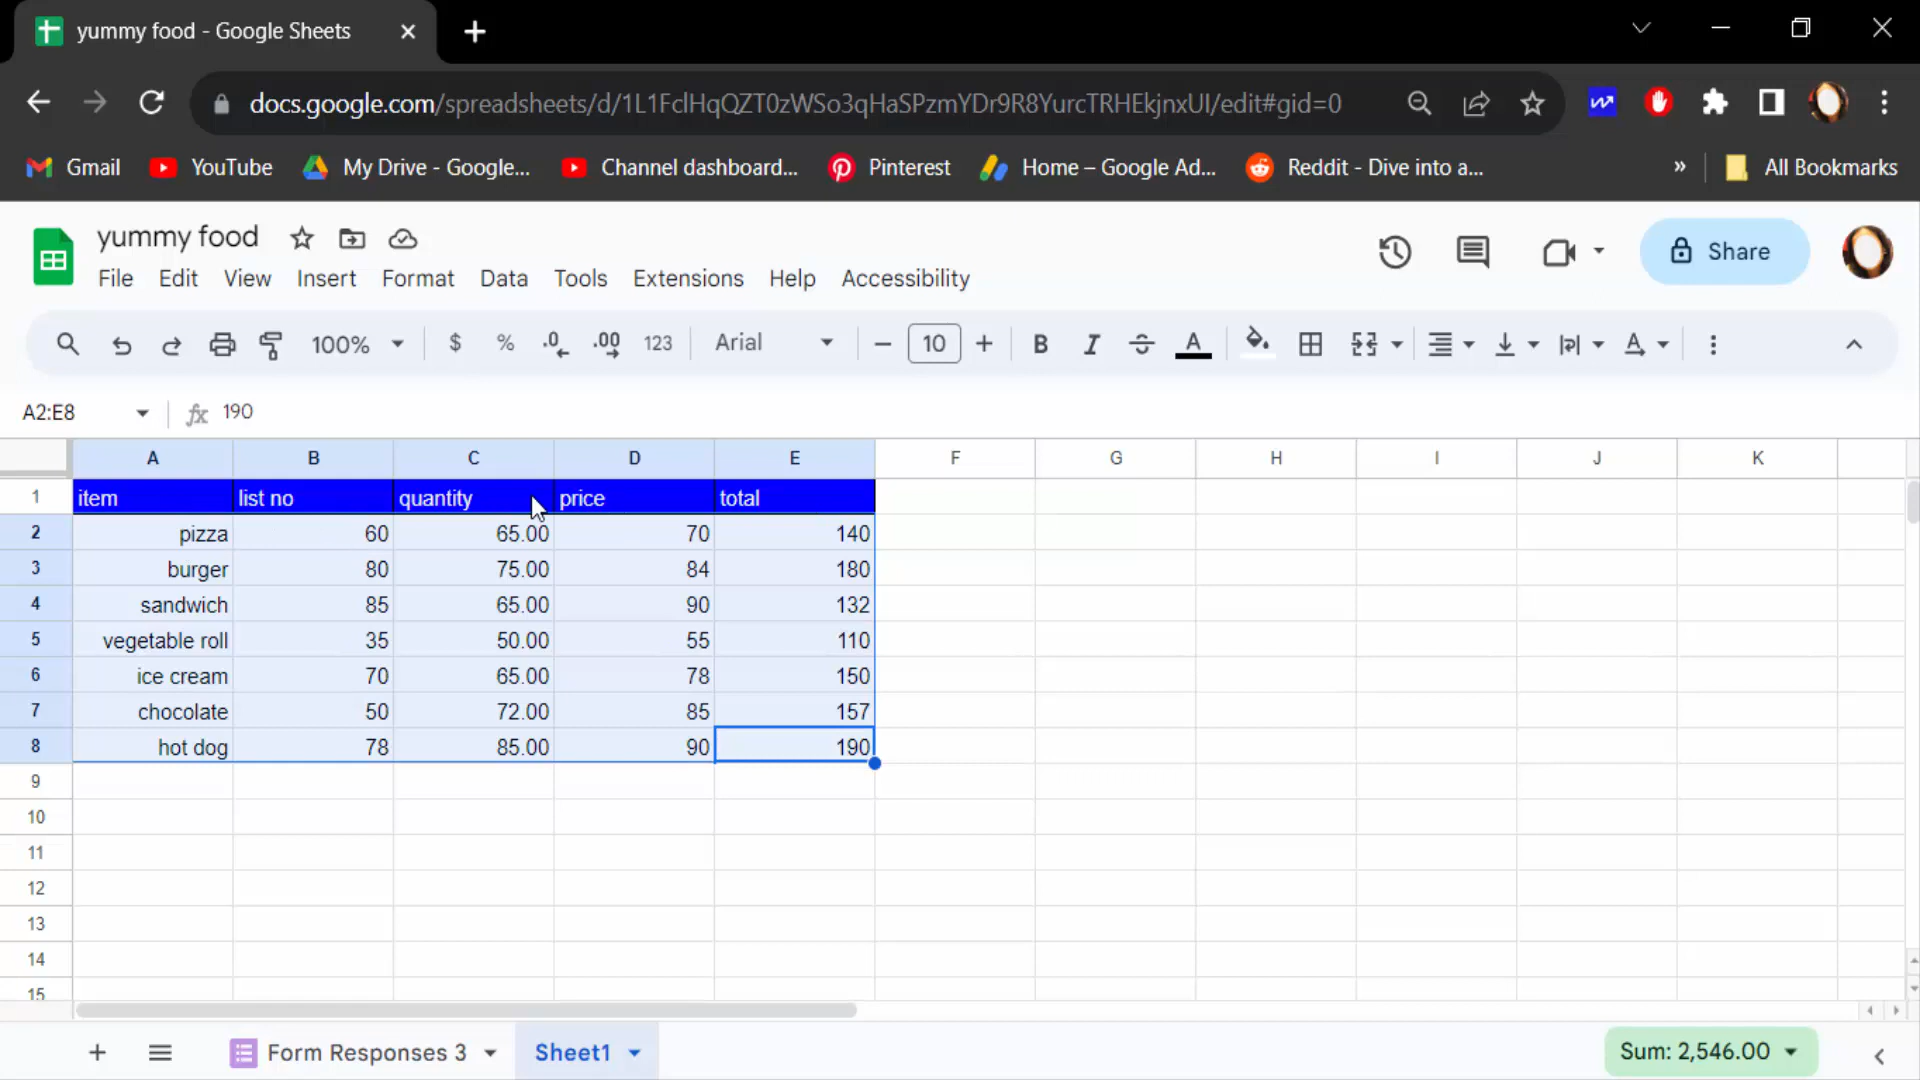 yummy food - Google Sheets
docs.google.com/spreadsheets/d/1L1FclHqQZT0zWSo3qHaSPzmYDr9R8YurcTRHEkjnxUI/edit#gid=0
Gmail YouTube My Drive - Google... Channel dashboard... Pinterest Home – Google Ad... Reddit - Dive into a... » All Bookmarks
yummy food
Share
File Edit View Insert Format Data Tools Extensions Help Accessibility
100% $ % .0 .00 123 Arial 10 B I A
A2:E8 fx 190
A B C D E F G H I J K
1 item list no quantity price total
2 pizza 60 65.00 70 140
3 burger 80 75.00 84 180
4 sandwich 85 65.00 90 132
5 vegetable roll 35 50.00 55 110
6 ice cream 70 65.00 78 150
7 chocolate 50 72.00 85 157
8 hot dog 78 85.00 90 190
9
10
11
12
13
14
15
Form Responses 3 Sheet1 Sum: 2,546.00